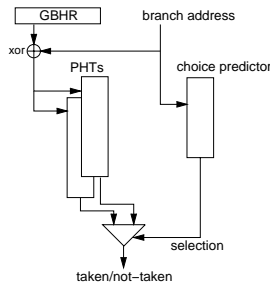 GBHR
branch address
xor
PHTs
choice predictor
selection
taken/not−taken